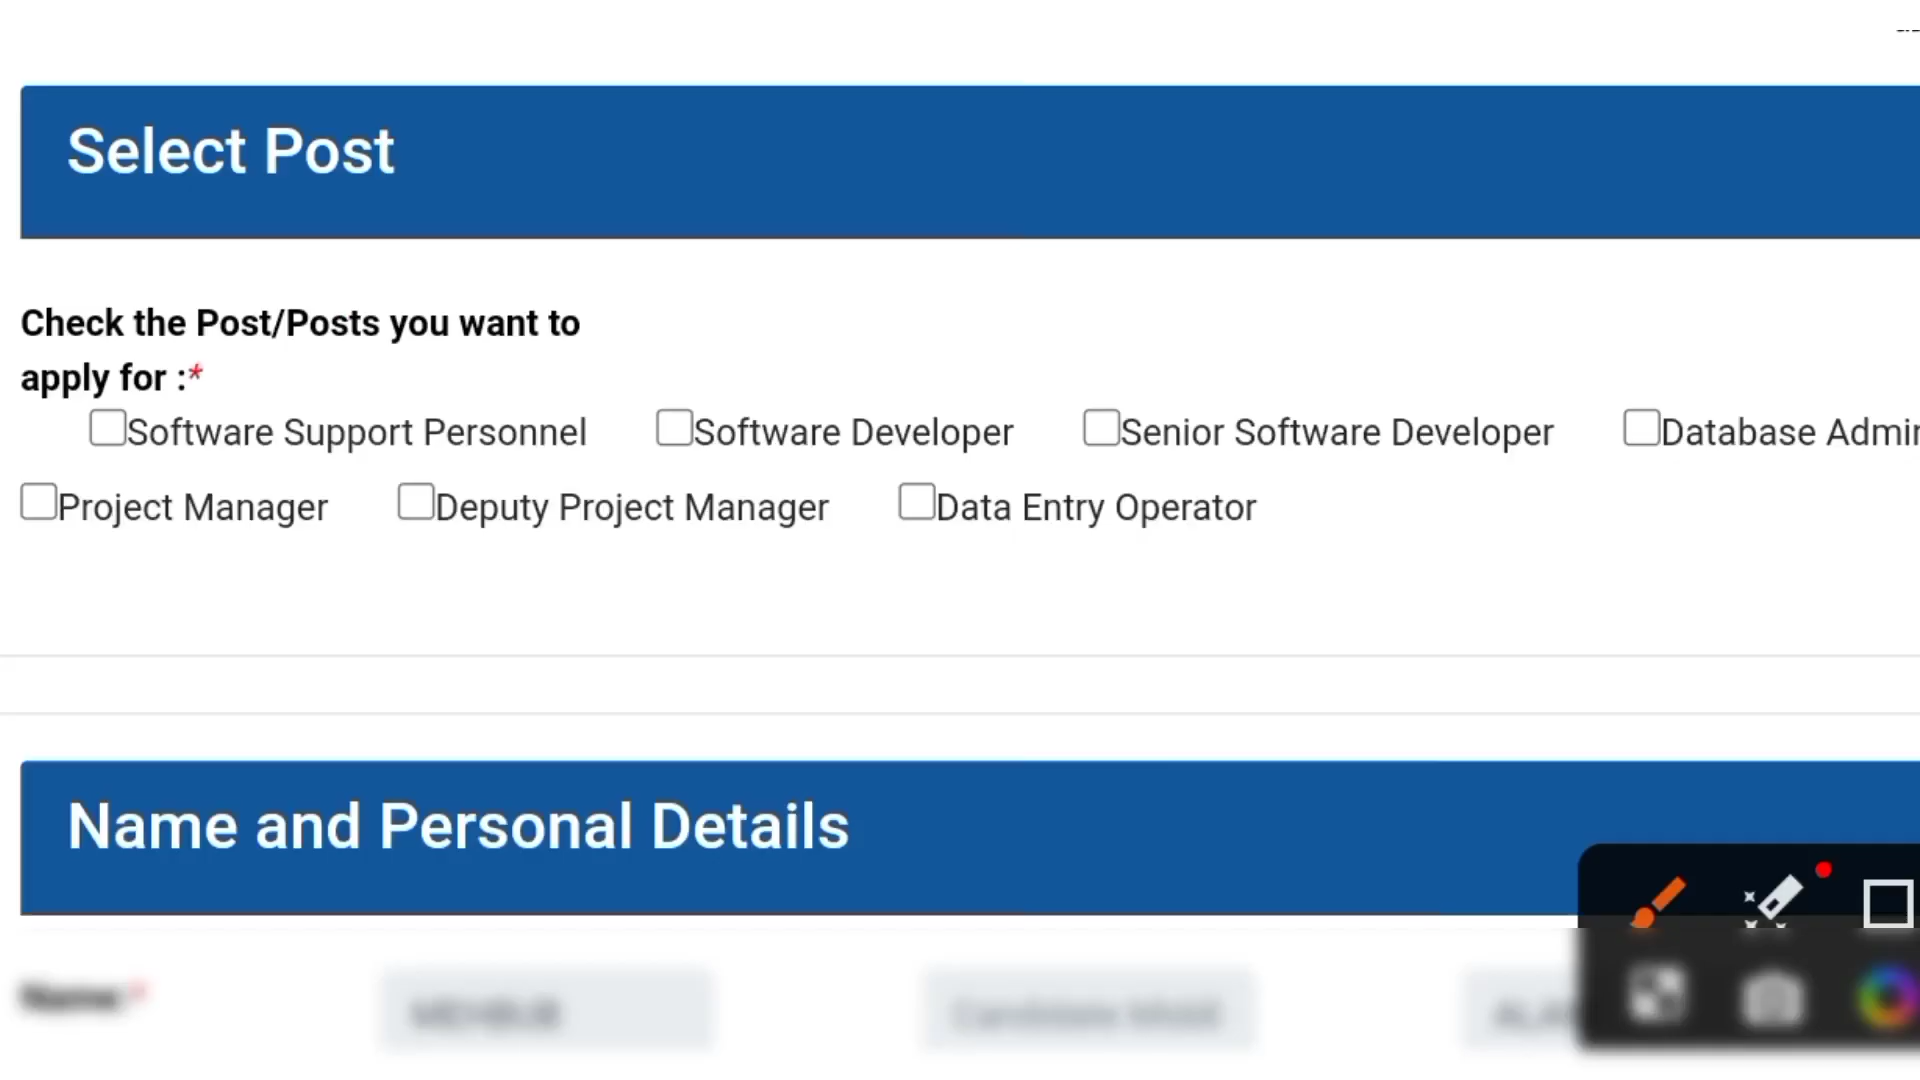 Select Post
Check the Post/Posts you want to
apply for :*
Software Support Personnel Software Developer Senior Software Developer Database
Project Manager Deputy Project Manager Data Entry Operator
Name and Personal Details
Name:*